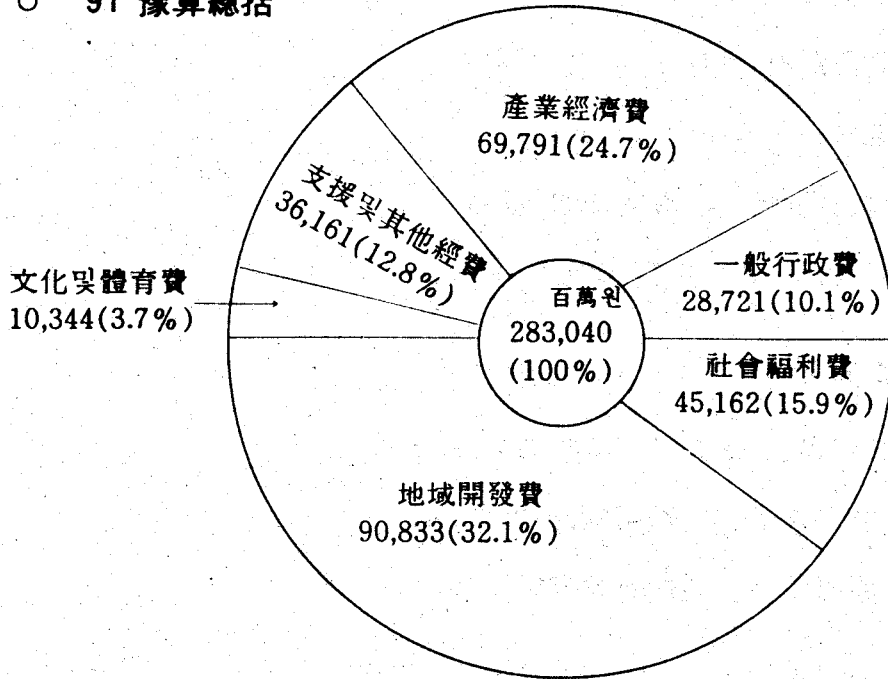 ○ 91 豫算總括
產業經濟費
69,791(24.7%)
支援및其他經費
36,161(12.8%)
一般行政費
28,721(10.1%)
文化및體育費
10,344(3.7%)
百萬원
283,040
(100%)
社會福利費
45,162(15.9%)
地域開發費
90,833(32.1%)